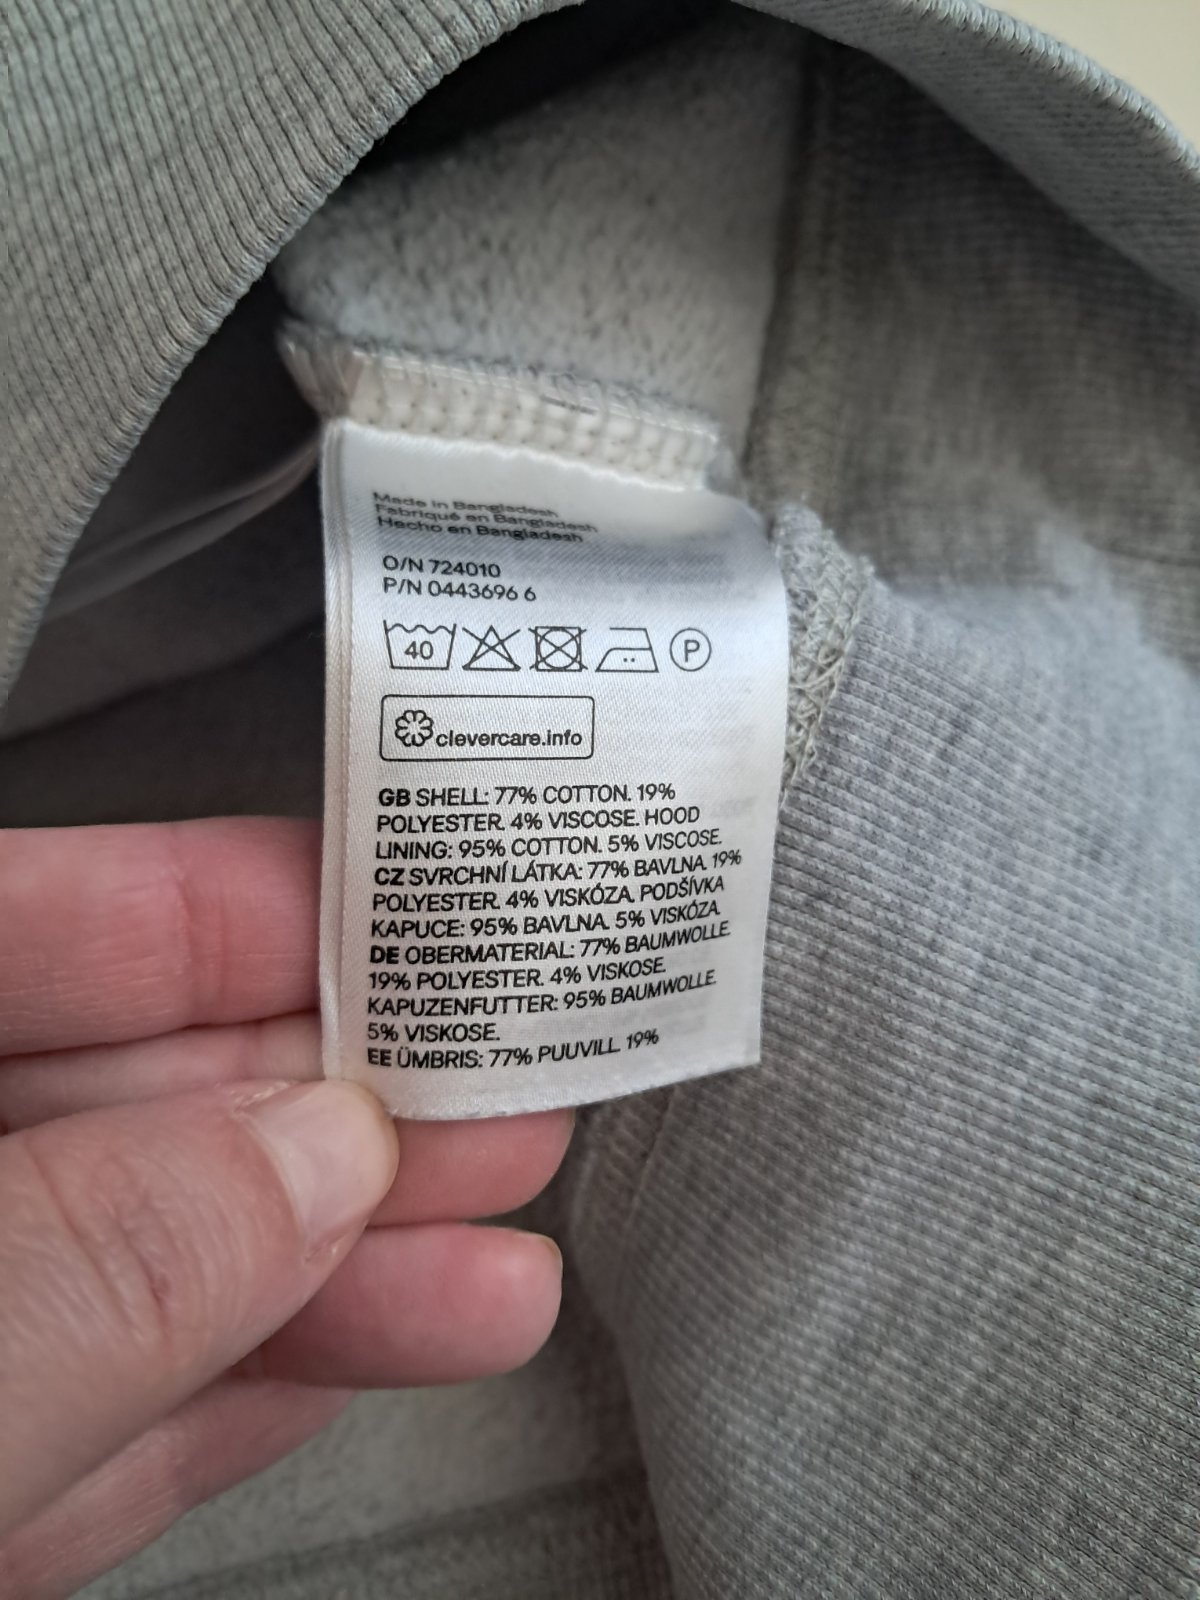 Made in Bangladesh
Fabriqué en Bangladesh
Hecho en Bangladesh
O/N 724010
P/N 0443696 6
40 P
clevercare.info
GB SHELL: 77% COTTON. 19%
POLYESTER. 4% VISCOSE. HOOD
LINING: 95% COTTON. 5% VISCOSE.
CZ SVRCHNÍ LÁTKA: 77% BAVLNA. 19%
POLYESTER. 4% VISKÓZA. PODŠÍVKA
KAPUCE: 95% BAVLNA. 5% VISKÓZA.
DE OBERMATERIAL: 77% BAUMWOLLE.
19% POLYESTER. 4% VISKOSE.
KAPUZENFUTTER: 95% BAUMWOLLE.
5% VISKOSE.
EE ÜMBRIS: 77% PUUVILL. 19%